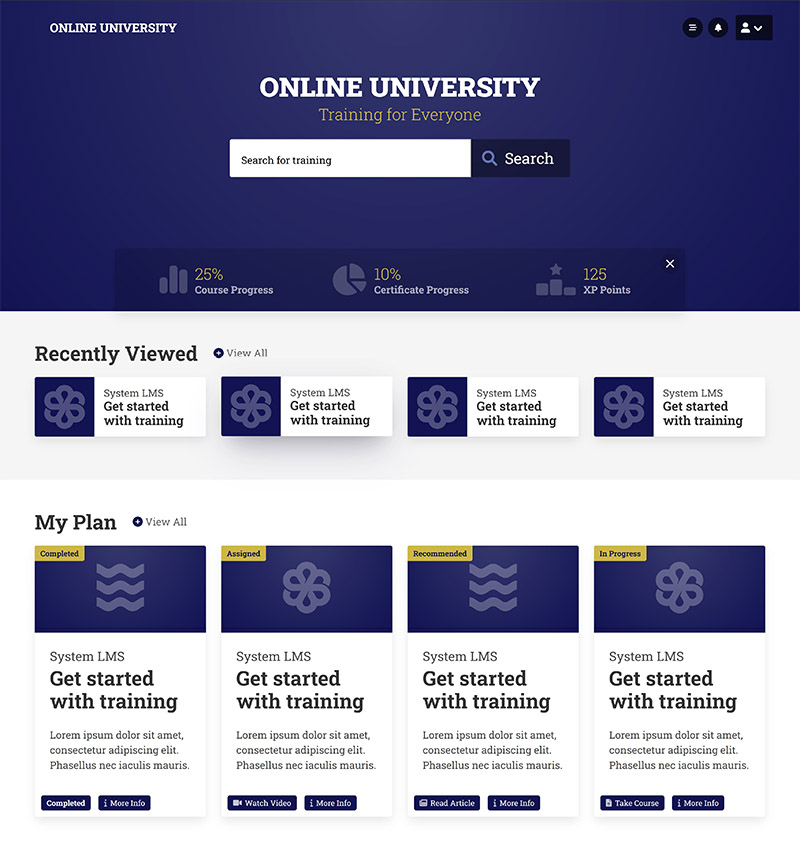 ONLINE UNIVERSITY
ONLINE UNIVERSITY
Training for Everyone
Search for training
Search
25%
Course Progress
10%
Certificate Progress
125
XP Points
Recently Viewed
View All
System LMS
Get started
with training
System LMS
Get started
with training
System LMS
Get started
with training
System LMS
Get started
with training
My Plan
View All
Completed
System LMS
Get started
with training
Lorem ipsum dolor sit amet,
consectetur adipiscing elit.
Phasellus nec iaculis mauris.
Completed
More Info
Assigned
System LMS
Get started
with training
Lorem ipsum dolor sit amet,
consectetur adipiscing elit.
Phasellus nec iaculis mauris.
Watch Video
More Info
Recommended
System LMS
Get started
with training
Lorem ipsum dolor sit amet,
consectetur adipiscing elit.
Phasellus nec iaculis mauris.
Read Article
More Info
In Progress
System LMS
Get started
with training
Lorem ipsum dolor sit amet,
consectetur adipiscing elit.
Phasellus nec iaculis mauris.
Take Course
More Info